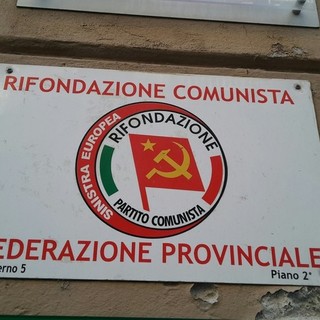 RIFONDAZIONE COMUNISTA
SINISTRA EUROPEA
RIFONDAZIONE
PARTITO COMUNISTA
EDERAZIONE PROVINCIALE
erno 5
Piano 2°